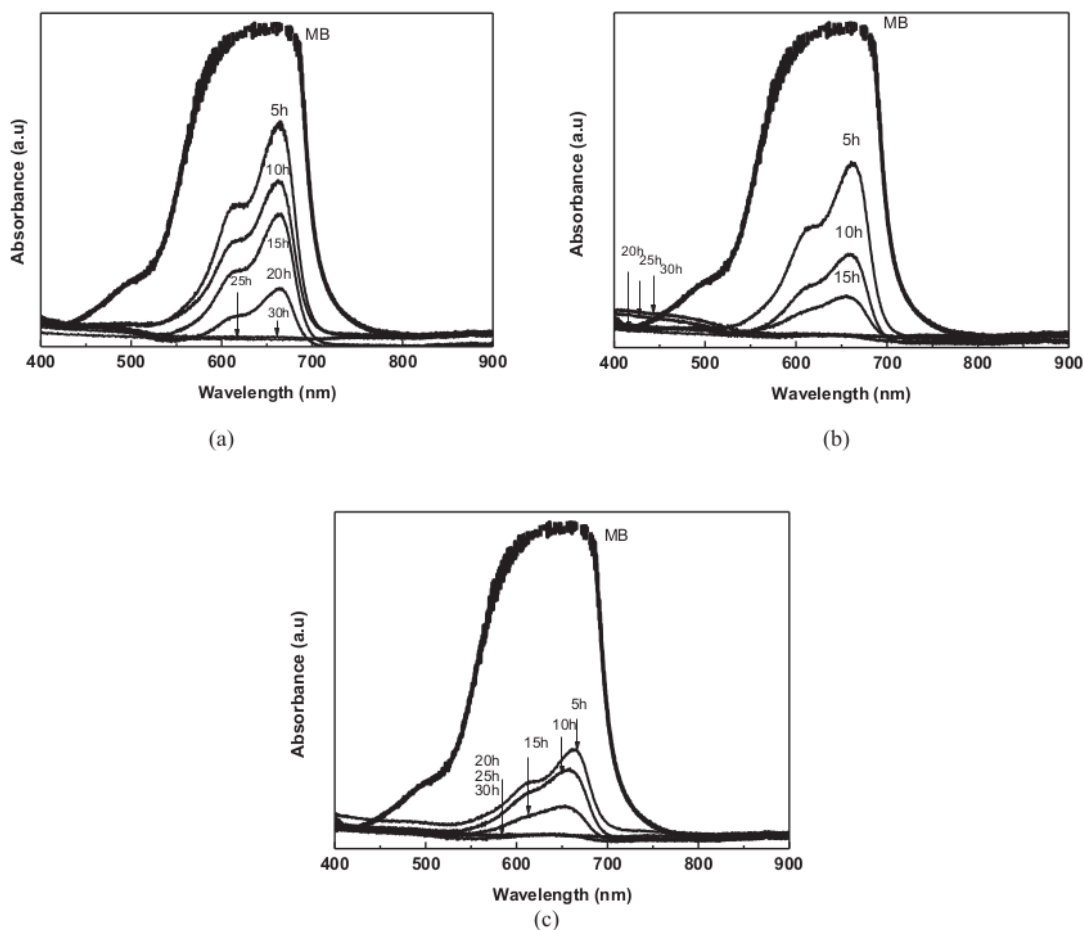 MB
5h
10h
15h
20h
25h
30h
Absorbance (a.u)
400 500 600 700 800 900
Wavelength (nm)
(a)
MB
5h
10h
15h
20h
25h
30h
Absorbance (a.u)
400 500 600 700 800 900
Wavelength (nm)
(b)
MB
5h
10h
15h
20h
25h
30h
Absorbance (a.u)
400 500 600 700 800 900
Wavelength (nm)
(c)